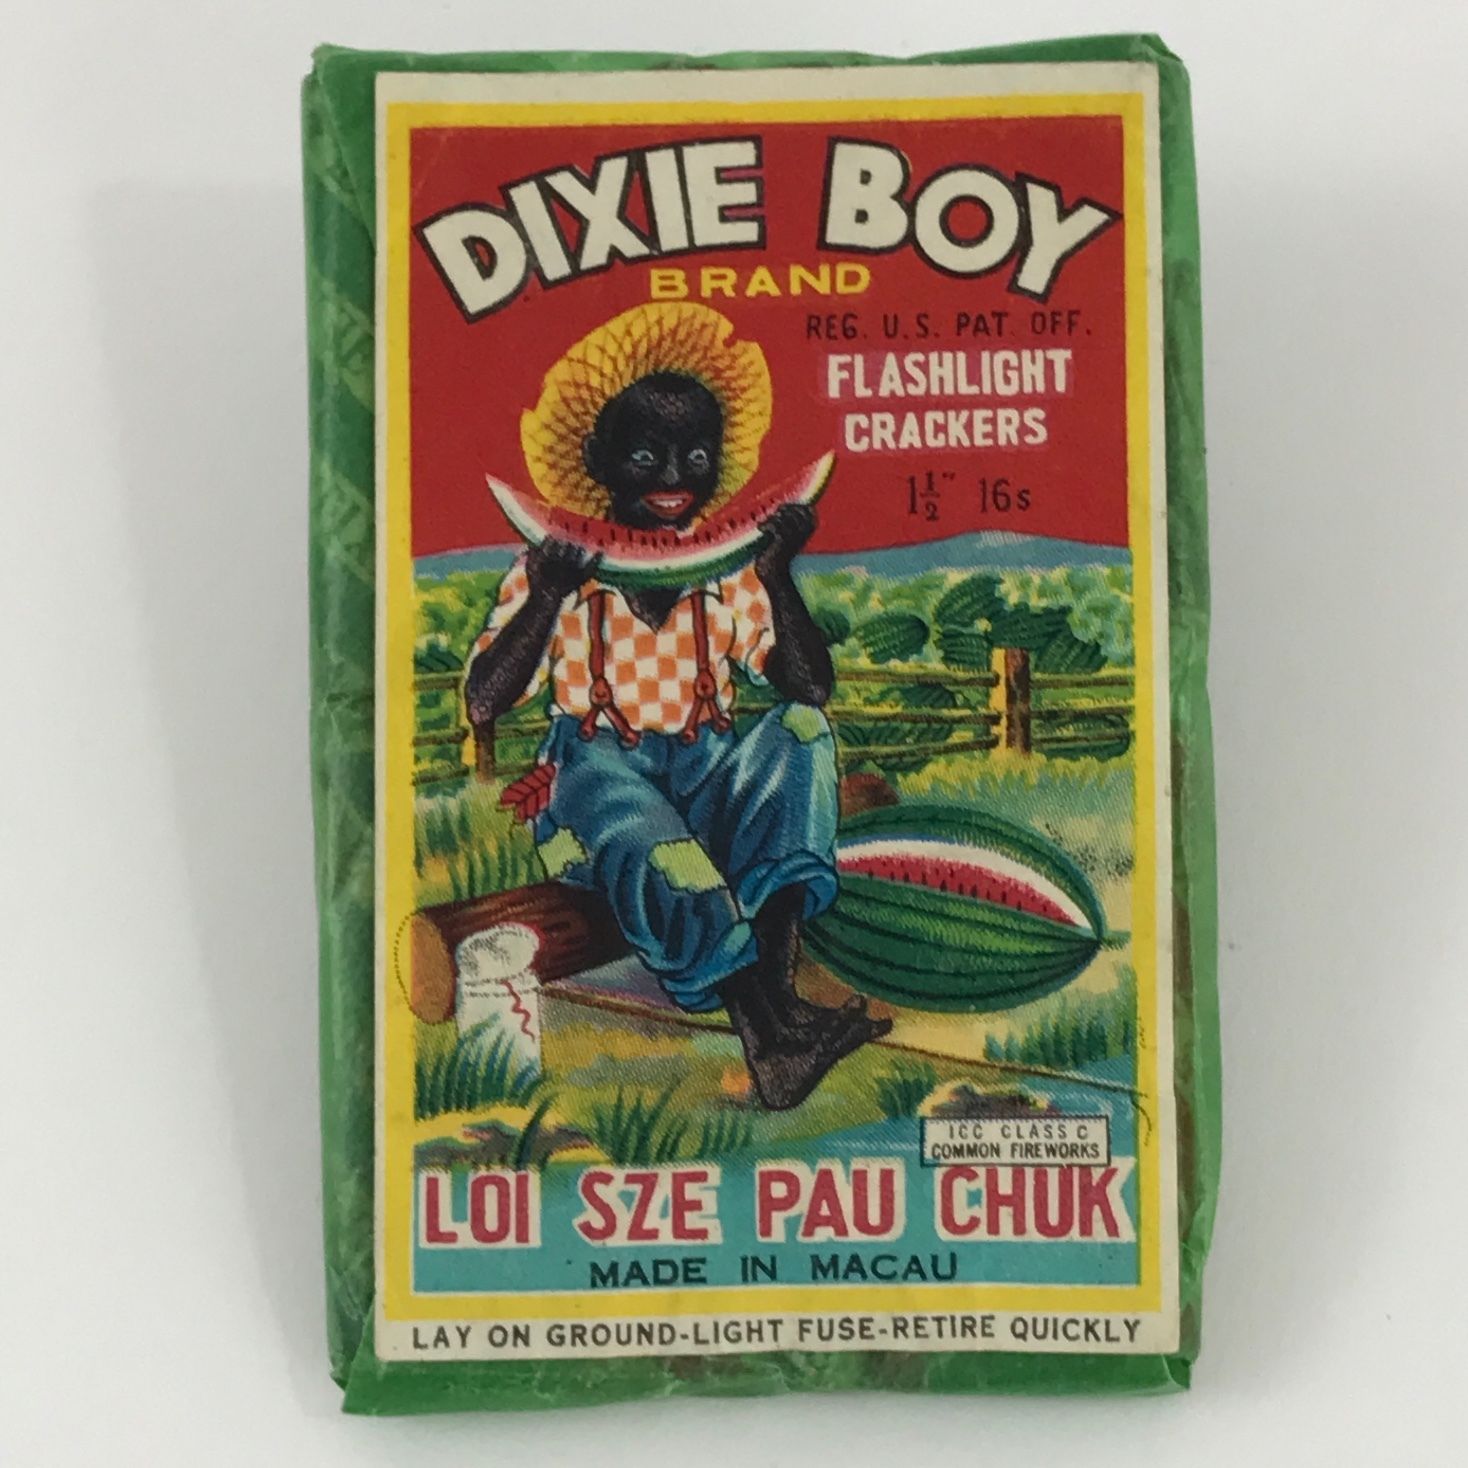 DIXIE BOY
BRAND
REG. U.S. PAT. OFF.
FLASHLIGHT
CRACKERS
1½" 16s
ICC CLASS C
COMMON FIREWORKS
LOI SZE PAU CHUK
MADE IN MACAU
LAY ON GROUND-LIGHT FUSE-RETIRE QUICKLY